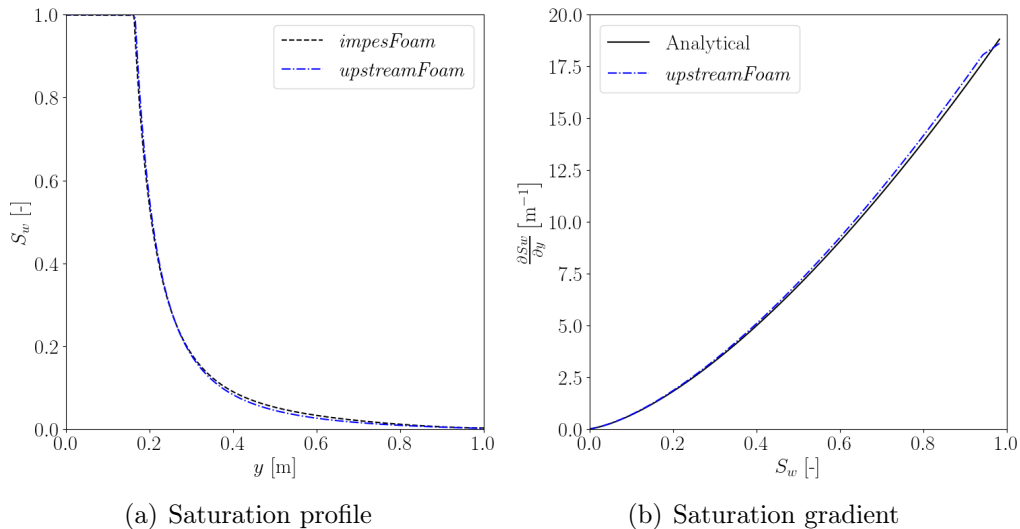 1.0
0.8
0.6
0.4
0.2
0.0
S_w [-]
0.0 0.2 0.4 0.6 0.8 1.0
y [m]
impesFoam
upstreamFoam
(a) Saturation profile
20.0
17.5
15.0
12.5
10.0
7.5
5.0
2.5
0.0
∂Sw/∂y [m⁻¹]
0.0 0.2 0.4 0.6 0.8 1.0
S_w [-]
Analytical
upstreamFoam
(b) Saturation gradient